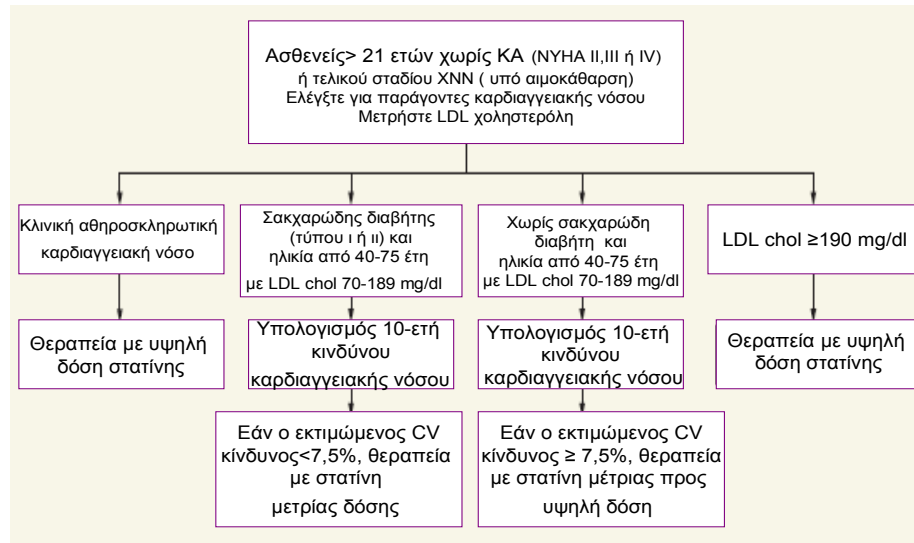 Ασθενείς> 21 ετών χωρίς ΚΑ (NYHA II,III ή IV)
ή τελικού σταδίου ΧΝΝ ( υπό αιμοκάθαρση)
Ελέγξτε για παράγοντες καρδιαγγειακής νόσου
Μετρήστε LDL χοληστερόλη
Κλινική αθηροσκληρωτική
καρδιαγγειακή νόσο
Σακχαρώδης διαβήτης
(τύπου ι ή ιι) και
ηλικία από 40-75 έτη
με LDL chol 70-189 mg/dl
Χωρίς σακχαρώδη
διαβήτη και
ηλικία από 40-75 έτη
με LDL chol 70-189 mg/dl
LDL chol ≥190 mg/dl
Θεραπεία με υψηλή
δόση στατίνης
Υπολογισμός 10-ετή
κινδύνου
καρδιαγγειακής νόσου
Υπολογισμός 10-ετή
κινδύνου
καρδιαγγειακής νόσου
Θεραπεία με υψηλή
δόση στατίνης
Εάν ο εκτιμώμενος CV
κίνδυνος<7,5%, θεραπεία
με στατίνη
μετρίας δόσης
Εάν ο εκτιμώμενος CV
κίνδυνος ≥ 7,5%, θεραπεία
με στατίνη μέτριας προς
υψηλή δόση